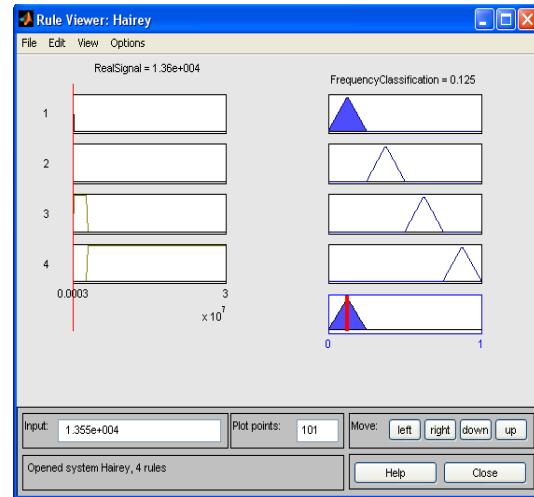 Rule Viewer: Hairey
File Edit View Options
RealSignal = 1.36e+004
FrequencyClassification = 0.125
1
2
3
4
0.0003 3
x 10^7
0 1
Input: 1.355e+004 Plot points: 101 Move: left right down up
Opened system Hairey, 4 rules Help Close